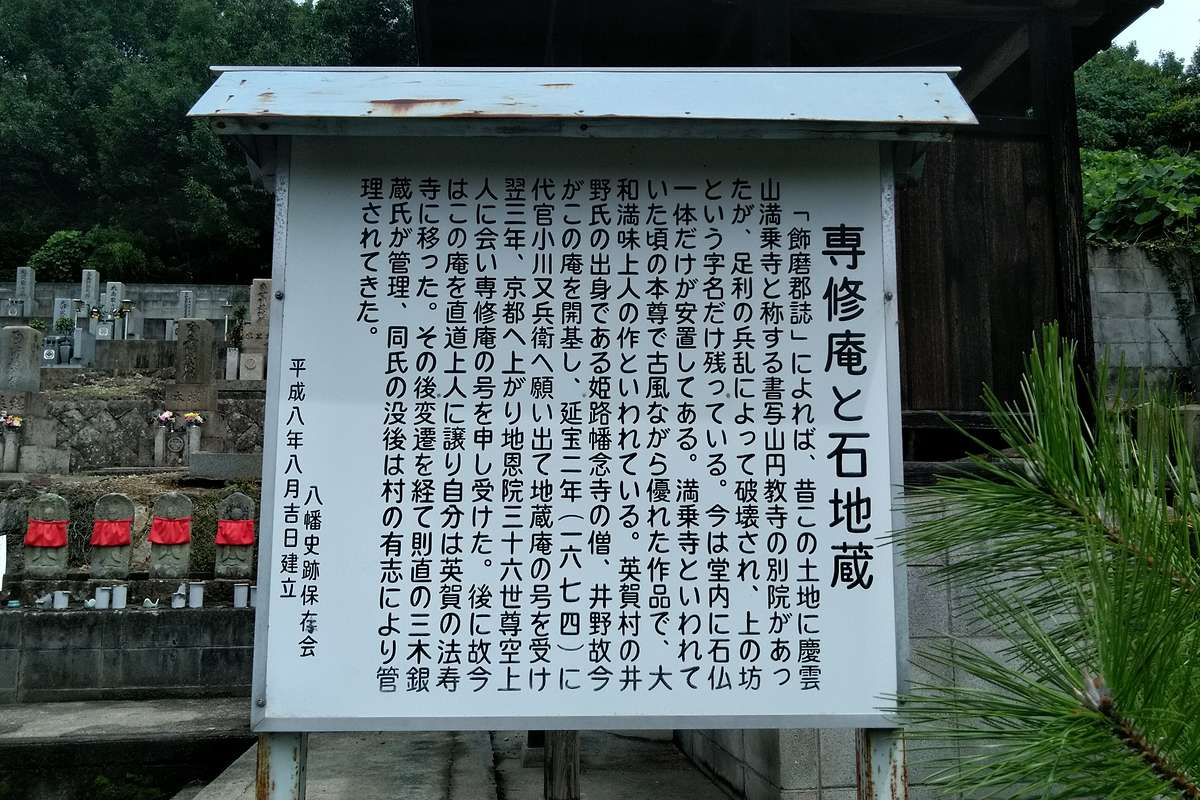 専修庵と石地蔵
「飾磨郡誌」によれば、昔この土地に慶雲
山満乗寺と称する書写山円教寺の別院があっ
たが、足利の兵乱によって破壊され、上の坊
という字名だけ残っている。今は堂内に石仏
一体だけが安置してある。満乗寺といわれて
いた頃の本尊で古風ながら優れた作品で、大
和満味上人の作といわれている。英賀村の井
野氏の出身である姫路幡念寺の僧、井野故今
がこの庵を開基し、延宝二年(一六七四)に
代官小川又兵衛へ願い出て地蔵庵の号を受け
翌三年、京都へ上がり地恩院三十六世尊空上
人に会い専修庵の号を申し受けた。後に故今
はこの庵を直道上人に譲り自分は英賀の法寿
寺に移った。その後変遷を経て則直の三木銀
蔵氏が管理、同氏の没後は村の有志により管
理されてきた。
八幡史跡保存会
平成八年八月吉日建立